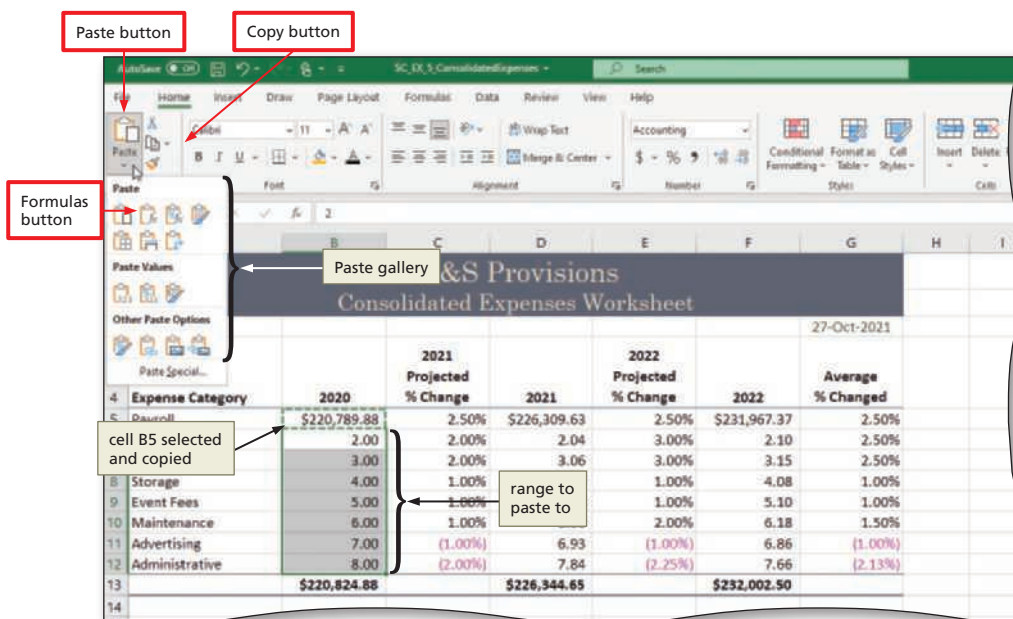 Paste button
Copy button
AutoSave Off
SC_EX_5_ConsolidatedExpenses
Search
File Home Insert Draw Page Layout Formulas Data Review View Help
Calibri 11 A A Wrap Text Accounting
Paste B I U A Merge & Center $ % 9 Conditional Formatting Format as Table Cell Styles Insert Delete
Font Alignment Number Styles Cells
Formulas button
Paste
fx 2
B C D E F G H I
Paste Values
Paste gallery
&S Provisions
Consolidated Expenses Worksheet
Other Paste Options
27-Oct-2021
Paste Special...
4 Expense Category 2020 2021 Projected % Change 2021 2022 Projected % Change 2022 Average % Changed
5 Payroll $220,789.88 2.50% $226,309.63 2.50% $231,967.37 2.50%
cell B5 selected and copied
2.00 2.00% 2.04 3.00% 2.10 2.50%
3.00 2.00% 3.06 3.00% 3.15 2.50%
8 Storage 4.00 1.00% 1.00% 4.08 1.00%
range to paste to
9 Event Fees 5.00 1.00% 1.00% 5.10 1.00%
10 Maintenance 6.00 1.00% 2.00% 6.18 1.50%
11 Advertising 7.00 (1.00%) 6.93 (1.00%) 6.86 (1.00%)
12 Administrative 8.00 (2.00%) 7.84 (2.25%) 7.66 (2.13%)
13 $220,824.88 $226,344.65 $232,002.50
14